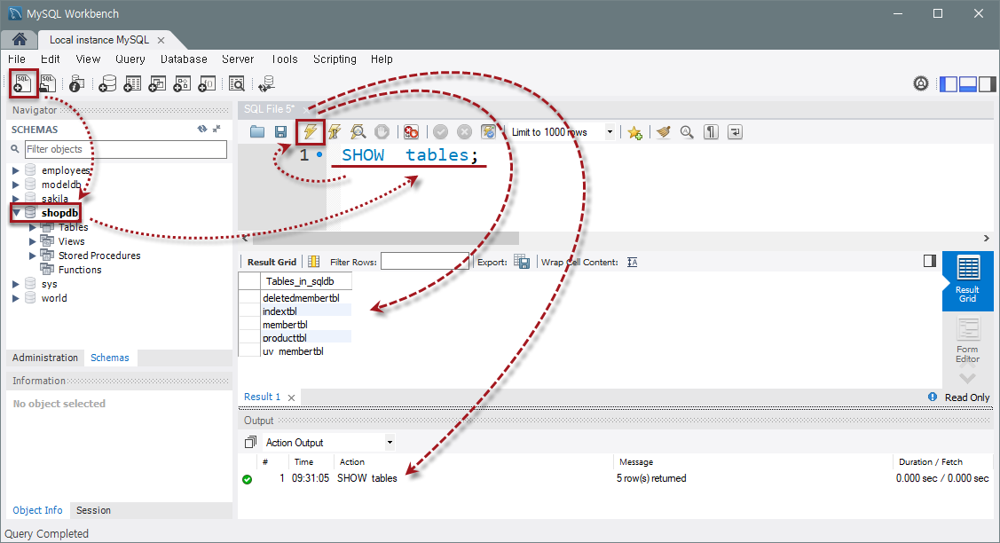 MySQL Workbench
Local instance MySQL
File Edit View Query Database Server Tools Scripting Help
SQL SQL
Navigator
SCHEMAS
Filter objects
employees
modeldb
sakila
shopdb
Tables
Views
Stored Procedures
Functions
sys
world
Administration Schemas
Information
No object selected
Object Info Session
SQL File 5*
Limit to 1000 rows
1 SHOW tables;
Result Grid Filter Rows: Export: Wrap Cell Content: IA
Tables_in_sqldb
deletedmembertbl
indextbl
membertbl
producttbl
uv_membertbl
Result Grid
Form Editor
Result 1
Read Only
Output
Action Output
# Time Action Message Duration / Fetch
1 09:31:05 SHOW tables 5 row(s) returned 0.000 sec / 0.000 sec
Query Completed